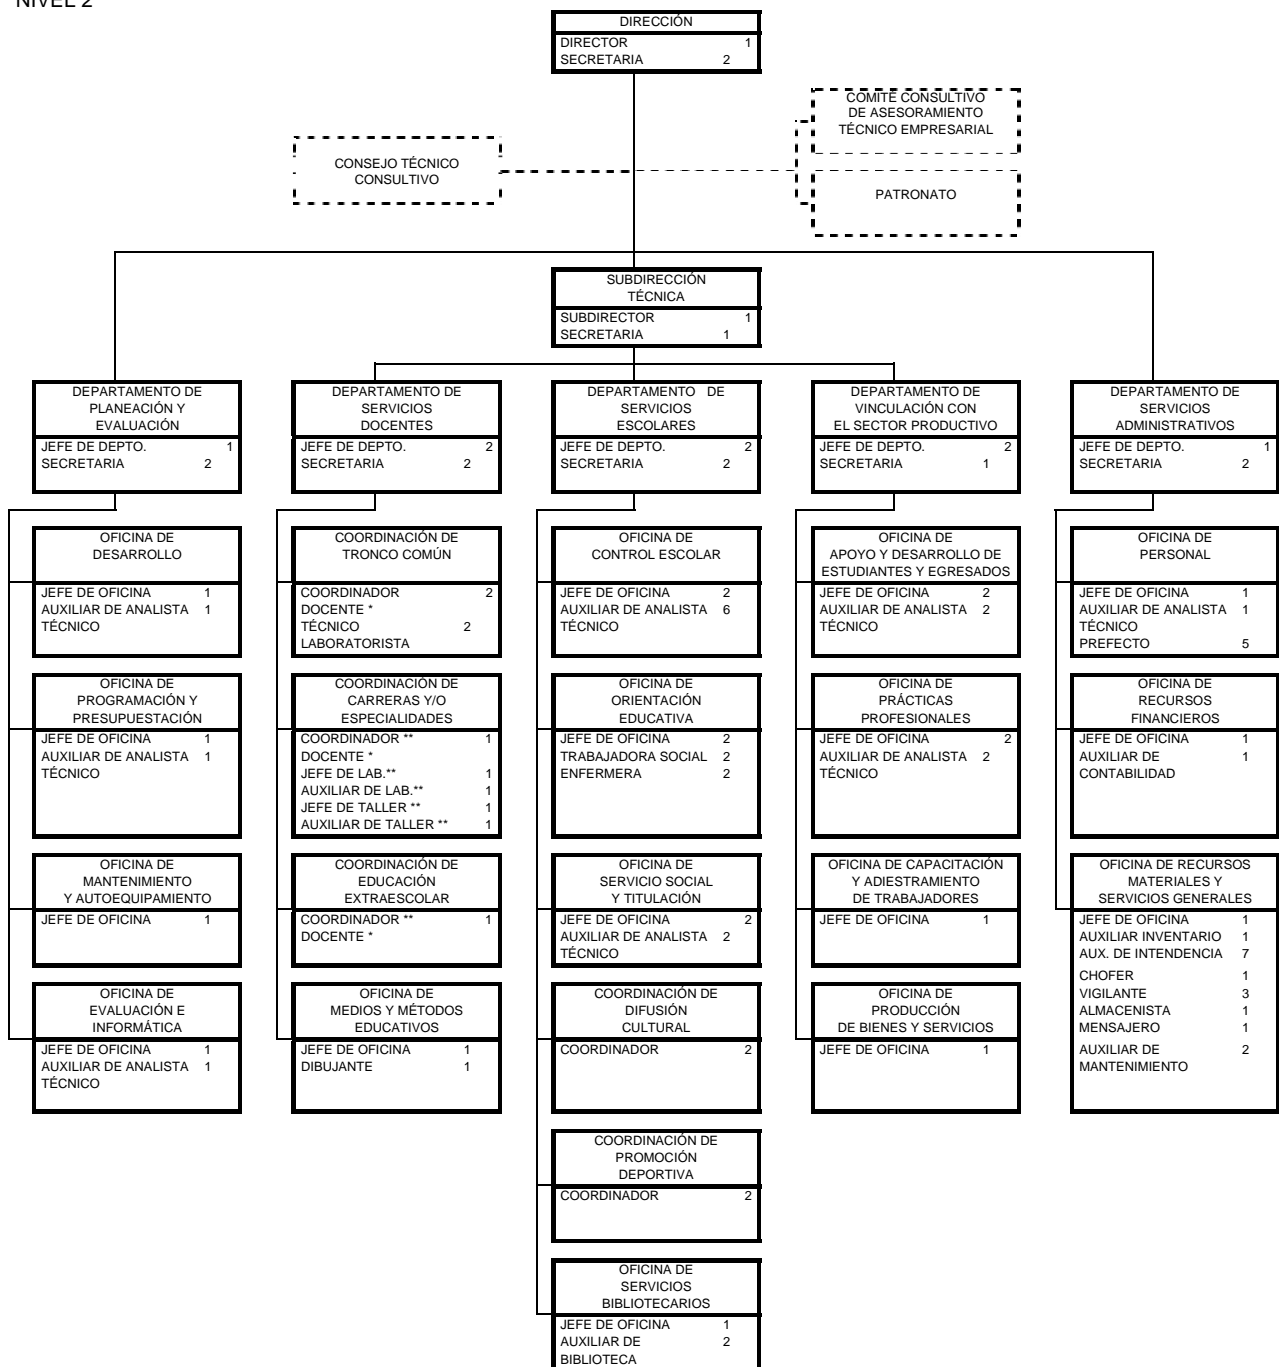 NIVEL 2
DIRECCIÓN
DIRECTOR 1
SECRETARIA 2
COMITÉ CONSULTIVO
DE ASESORAMIENTO
TÉCNICO EMPRESARIAL
CONSEJO TÉCNICO
CONSULTIVO
PATRONATO
SUBDIRECCIÓN
TÉCNICA
SUBDIRECTOR 1
SECRETARIA 1
DEPARTAMENTO DE
PLANEACIÓN Y
EVALUACIÓN
JEFE DE DEPTO. 1
SECRETARIA 2
OFICINA DE
DESARROLLO
JEFE DE OFICINA 1
AUXILIAR DE ANALISTA 1
TÉCNICO
OFICINA DE
PROGRAMACIÓN Y
PRESUPUESTACIÓN
JEFE DE OFICINA 1
AUXILIAR DE ANALISTA 1
TÉCNICO
OFICINA DE
MANTENIMIENTO
Y AUTOEQUIPAMIENTO
JEFE DE OFICINA 1
OFICINA DE
EVALUACIÓN E
INFORMÁTICA
JEFE DE OFICINA 1
AUXILIAR DE ANALISTA 1
TÉCNICO
DEPARTAMENTO DE
SERVICIOS
DOCENTES
JEFE DE DEPTO. 2
SECRETARIA 2
COORDINACIÓN DE
TRONCO COMÚN
COORDINADOR 2
DOCENTE *
TÉCNICO 2
LABORATORISTA
COORDINACIÓN DE
CARRERAS Y/O
ESPECIALIDADES
COORDINADOR ** 1
DOCENTE *
JEFE DE LAB.** 1
AUXILIAR DE LAB.** 1
JEFE DE TALLER ** 1
AUXILIAR DE TALLER ** 1
COORDINACIÓN DE
EDUCACIÓN
EXTRAESCOLAR
COORDINADOR ** 1
DOCENTE *
OFICINA DE
MEDIOS Y MÉTODOS
EDUCATIVOS
JEFE DE OFICINA 1
DIBUJANTE 1
DEPARTAMENTO DE
SERVICIOS
ESCOLARES
JEFE DE DEPTO. 2
SECRETARIA 2
OFICINA DE
CONTROL ESCOLAR
JEFE DE OFICINA 2
AUXILIAR DE ANALISTA 6
TÉCNICO
OFICINA DE
ORIENTACIÓN
EDUCATIVA
JEFE DE OFICINA 2
TRABAJADORA SOCIAL 2
ENFERMERA 2
OFICINA DE
SERVICIO SOCIAL
Y TITULACIÓN
JEFE DE OFICINA 2
AUXILIAR DE ANALISTA 2
TÉCNICO
COORDINACIÓN DE
DIFUSIÓN
CULTURAL
COORDINADOR 2
COORDINACIÓN DE
PROMOCIÓN
DEPORTIVA
COORDINADOR 2
OFICINA DE
SERVICIOS
BIBLIOTECARIOS
JEFE DE OFICINA 1
AUXILIAR DE 2
BIBLIOTECA
DEPARTAMENTO DE
VINCULACIÓN CON
EL SECTOR PRODUCTIVO
JEFE DE DEPTO. 2
SECRETARIA 1
OFICINA DE
APOYO Y DESARROLLO DE
ESTUDIANTES Y EGRESADOS
JEFE DE OFICINA 2
AUXILIAR DE ANALISTA 2
TÉCNICO
OFICINA DE
PRÁCTICAS
PROFESIONALES
JEFE DE OFICINA 2
AUXILIAR DE ANALISTA 2
TÉCNICO
OFICINA DE CAPACITACIÓN
Y ADIESTRAMIENTO
DE TRABAJADORES
JEFE DE OFICINA 1
OFICINA DE
PRODUCCIÓN
DE BIENES Y SERVICIOS
JEFE DE OFICINA 1
DEPARTAMENTO DE
SERVICIOS
ADMINISTRATIVOS
JEFE DE DEPTO. 1
SECRETARIA 2
OFICINA DE
PERSONAL
JEFE DE OFICINA 1
AUXILIAR DE ANALISTA 1
TÉCNICO
PREFECTO 5
OFICINA DE
RECURSOS
FINANCIEROS
JEFE DE OFICINA 1
AUXILIAR DE 1
CONTABILIDAD
OFICINA DE RECURSOS
MATERIALES Y
SERVICIOS GENERALES
JEFE DE OFICINA 1
AUXILIAR INVENTARIO 1
AUX. DE INTENDENCIA 7
CHOFER 1
VIGILANTE 3
ALMACENISTA 1
MENSAJERO 1
AUXILIAR DE 2
MANTENIMIENTO